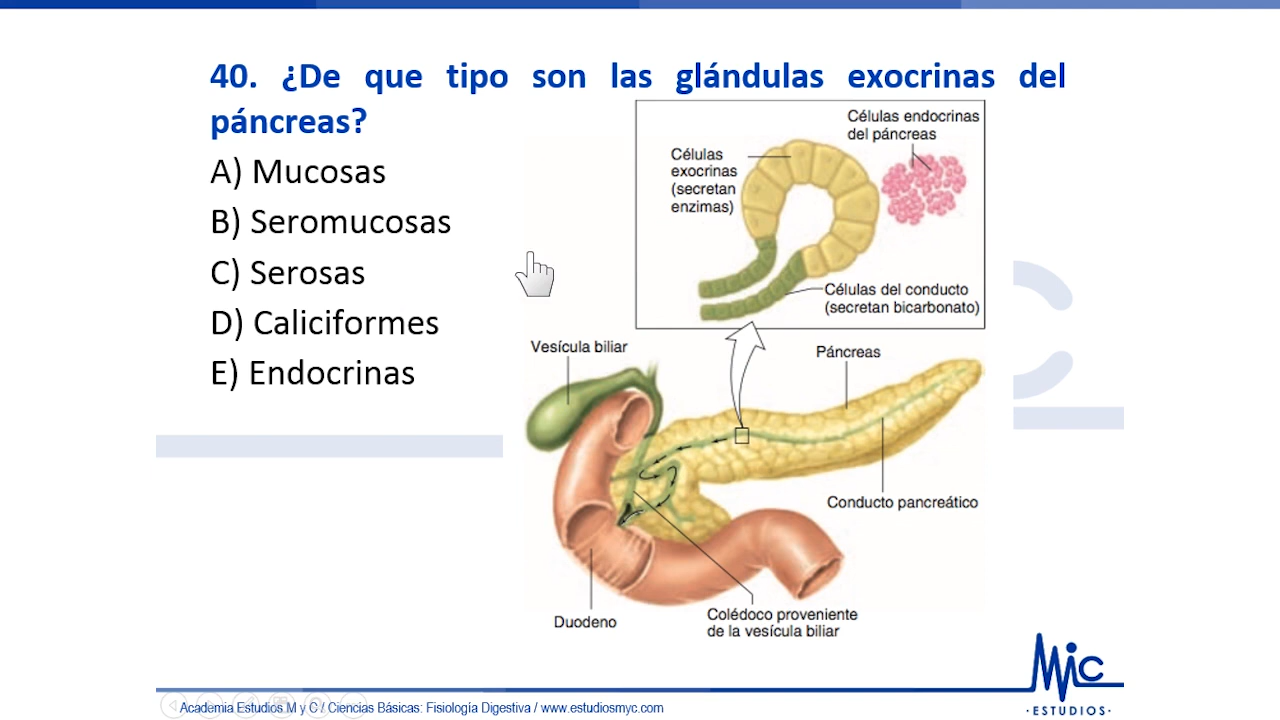 40. ¿De que tipo son las glándulas exocrinas del
páncreas?
A) Mucosas
B) Seromucosas
C) Serosas
D) Caliciformes
E) Endocrinas
Células endocrinas
del páncreas
Células
exocrinas
(secretan
enzimas)
Células del conducto
(secretan bicarbonato)
Vesícula biliar
Páncreas
Conducto pancreático
Duodeno
Colédoco proveniente
de la vesícula biliar
Academia Estudios M y C / Ciencias Básicas: Fisiología Digestiva / www.estudiosmyc.com
Mic
·ESTUDIOS·